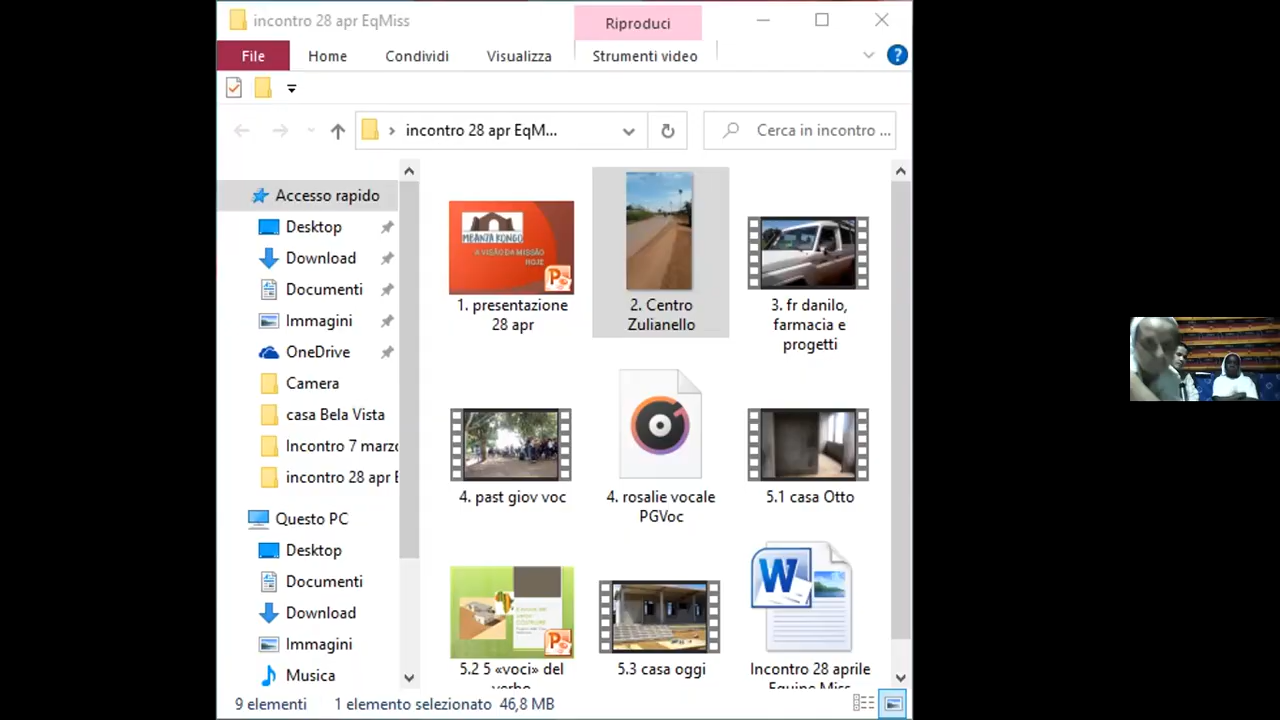 incontro 28 apr EqMiss
Riproduci
File
Home
Condividi
Visualizza
Strumenti video
?
incontro 28 apr EqM...
Cerca in incontro ...
Accesso rapido
Desktop
Download
Documenti
Immagini
OneDrive
Camera
casa Bela Vista
Incontro 7 marzo
incontro 28 apr E
Questo PC
Desktop
Documenti
Download
Immagini
Musica
MBANZA KONGO
A VISÃO DA MISSÃO
HOJE
1. presentazione
28 apr
2. Centro
Zulianello
3. fr danilo,
farmacia e
progetti
4. past giov voc
4. rosalie vocale
PGVoc
5.1 casa Otto
5.2 5 «voci» del
verbo
5.3 casa oggi
Incontro 28 aprile
Equipe Miss
9 elementi
1 elemento selezionato 46,8 MB